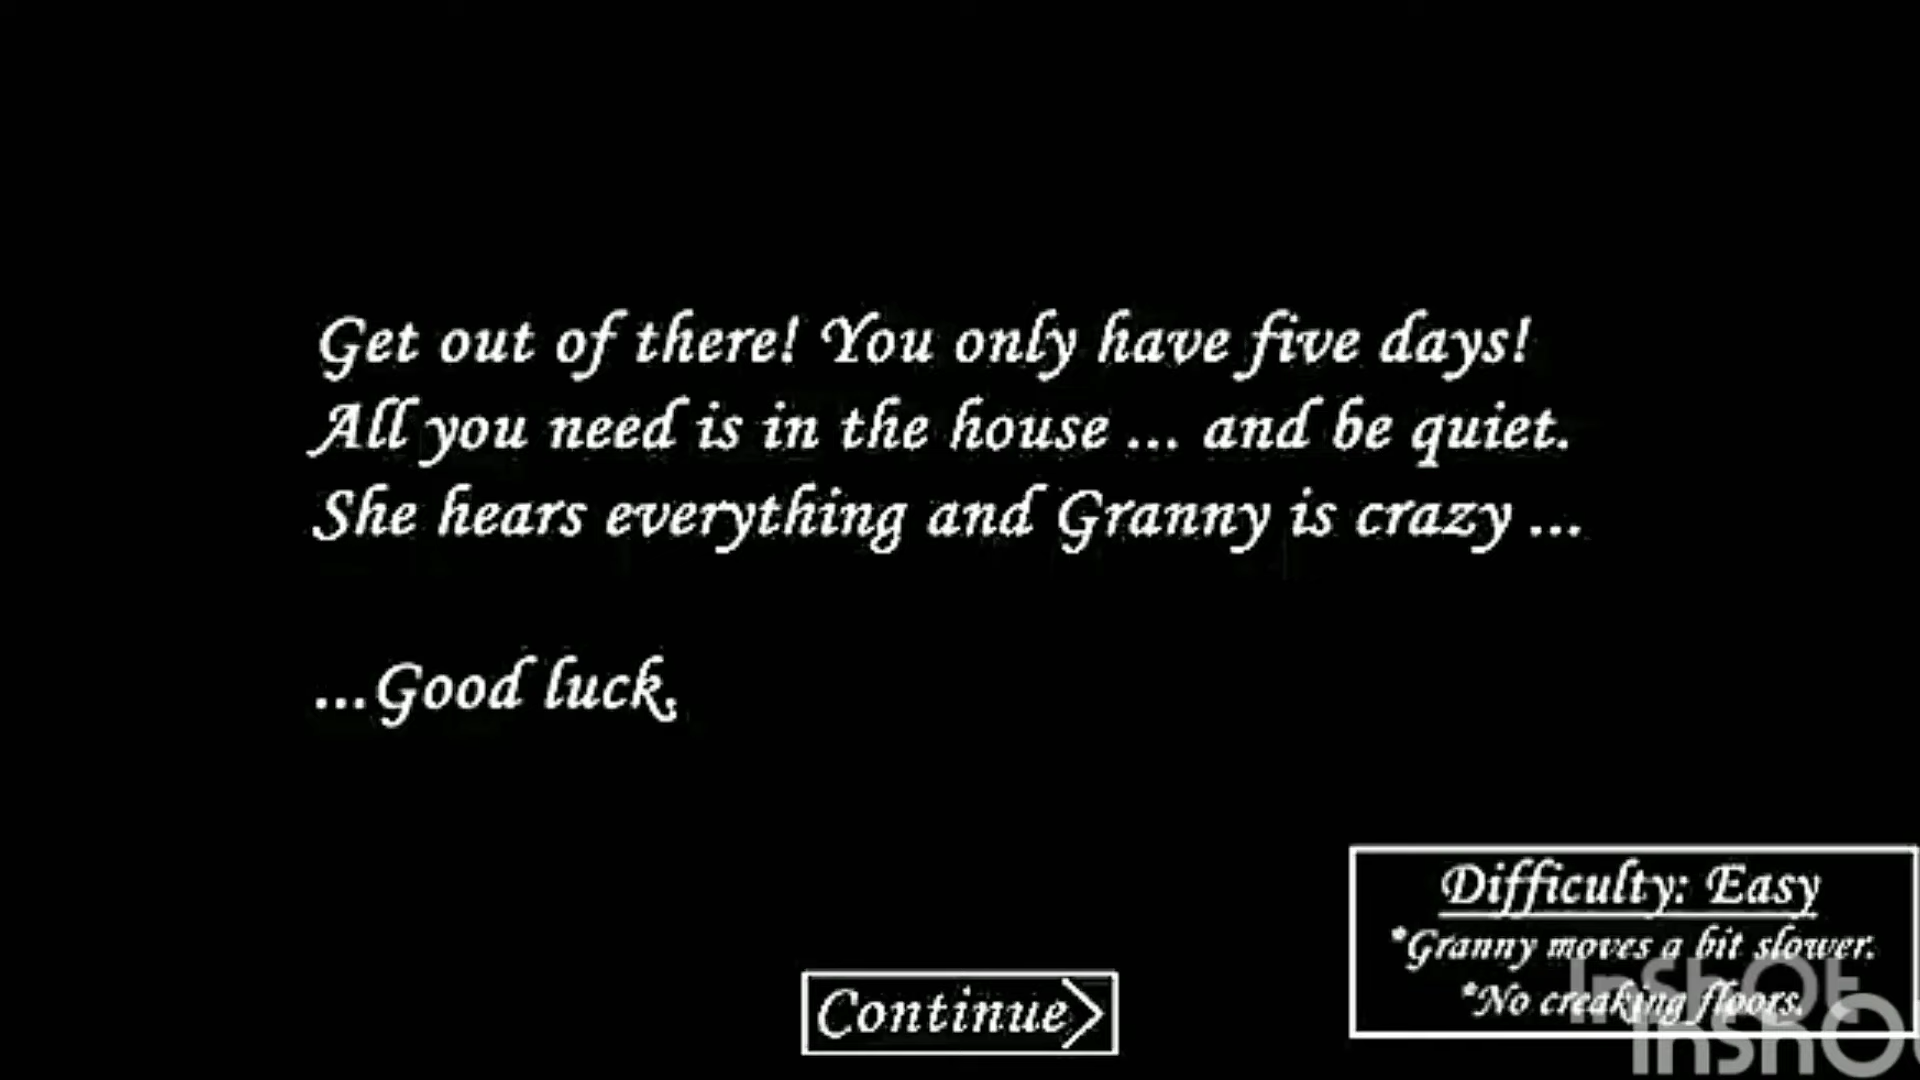 Get out of there! You only have five days!
All you need is in the house ... and be quiet.
She hears everything and Granny is crazy ...
...Good luck.
Difficulty: Easy
*Granny moves a bit slower.
*No creaking floors.
Continue>
InShOt
InShO